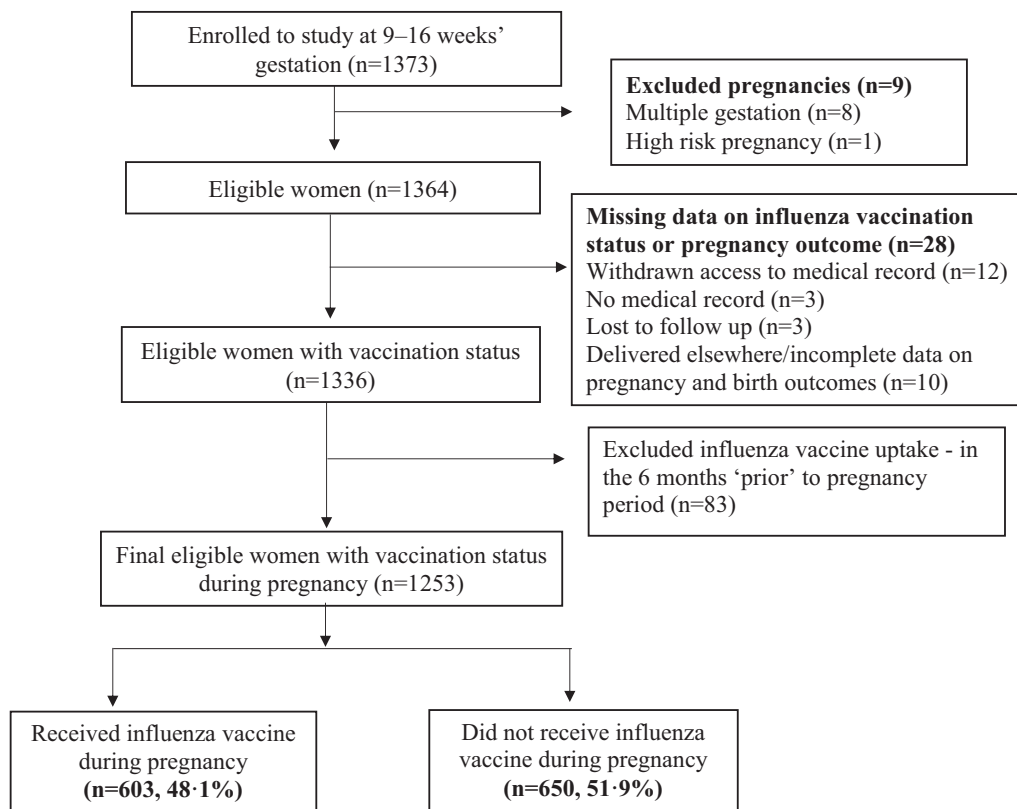 Enrolled to study at 9–16 weeks'
gestation (n=1373)
Excluded pregnancies (n=9)
Multiple gestation (n=8)
High risk pregnancy (n=1)
Eligible women (n=1364)
Missing data on influenza vaccination
status or pregnancy outcome (n=28)
Withdrawn access to medical record (n=12)
No medical record (n=3)
Lost to follow up (n=3)
Delivered elsewhere/incomplete data on
pregnancy and birth outcomes (n=10)
Eligible women with vaccination status
(n=1336)
Excluded influenza vaccine uptake - in
the 6 months ‘prior’ to pregnancy
period (n=83)
Final eligible women with vaccination status
during pregnancy (n=1253)
Received influenza vaccine
during pregnancy
(n=603, 48·1%)
Did not receive influenza
vaccine during pregnancy
(n=650, 51·9%)